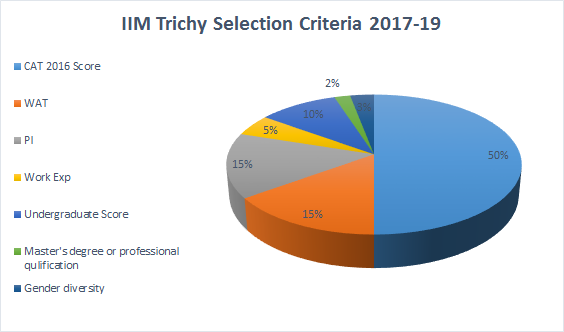 IIM Trichy Selection Criteria 2017-19
CAT 2016 Score
WAT
PI
Work Exp
Undergraduate Score
Master's degree or professional
qulification
Gender diversity
2%
3%
10%
5%
50%
15%
15%